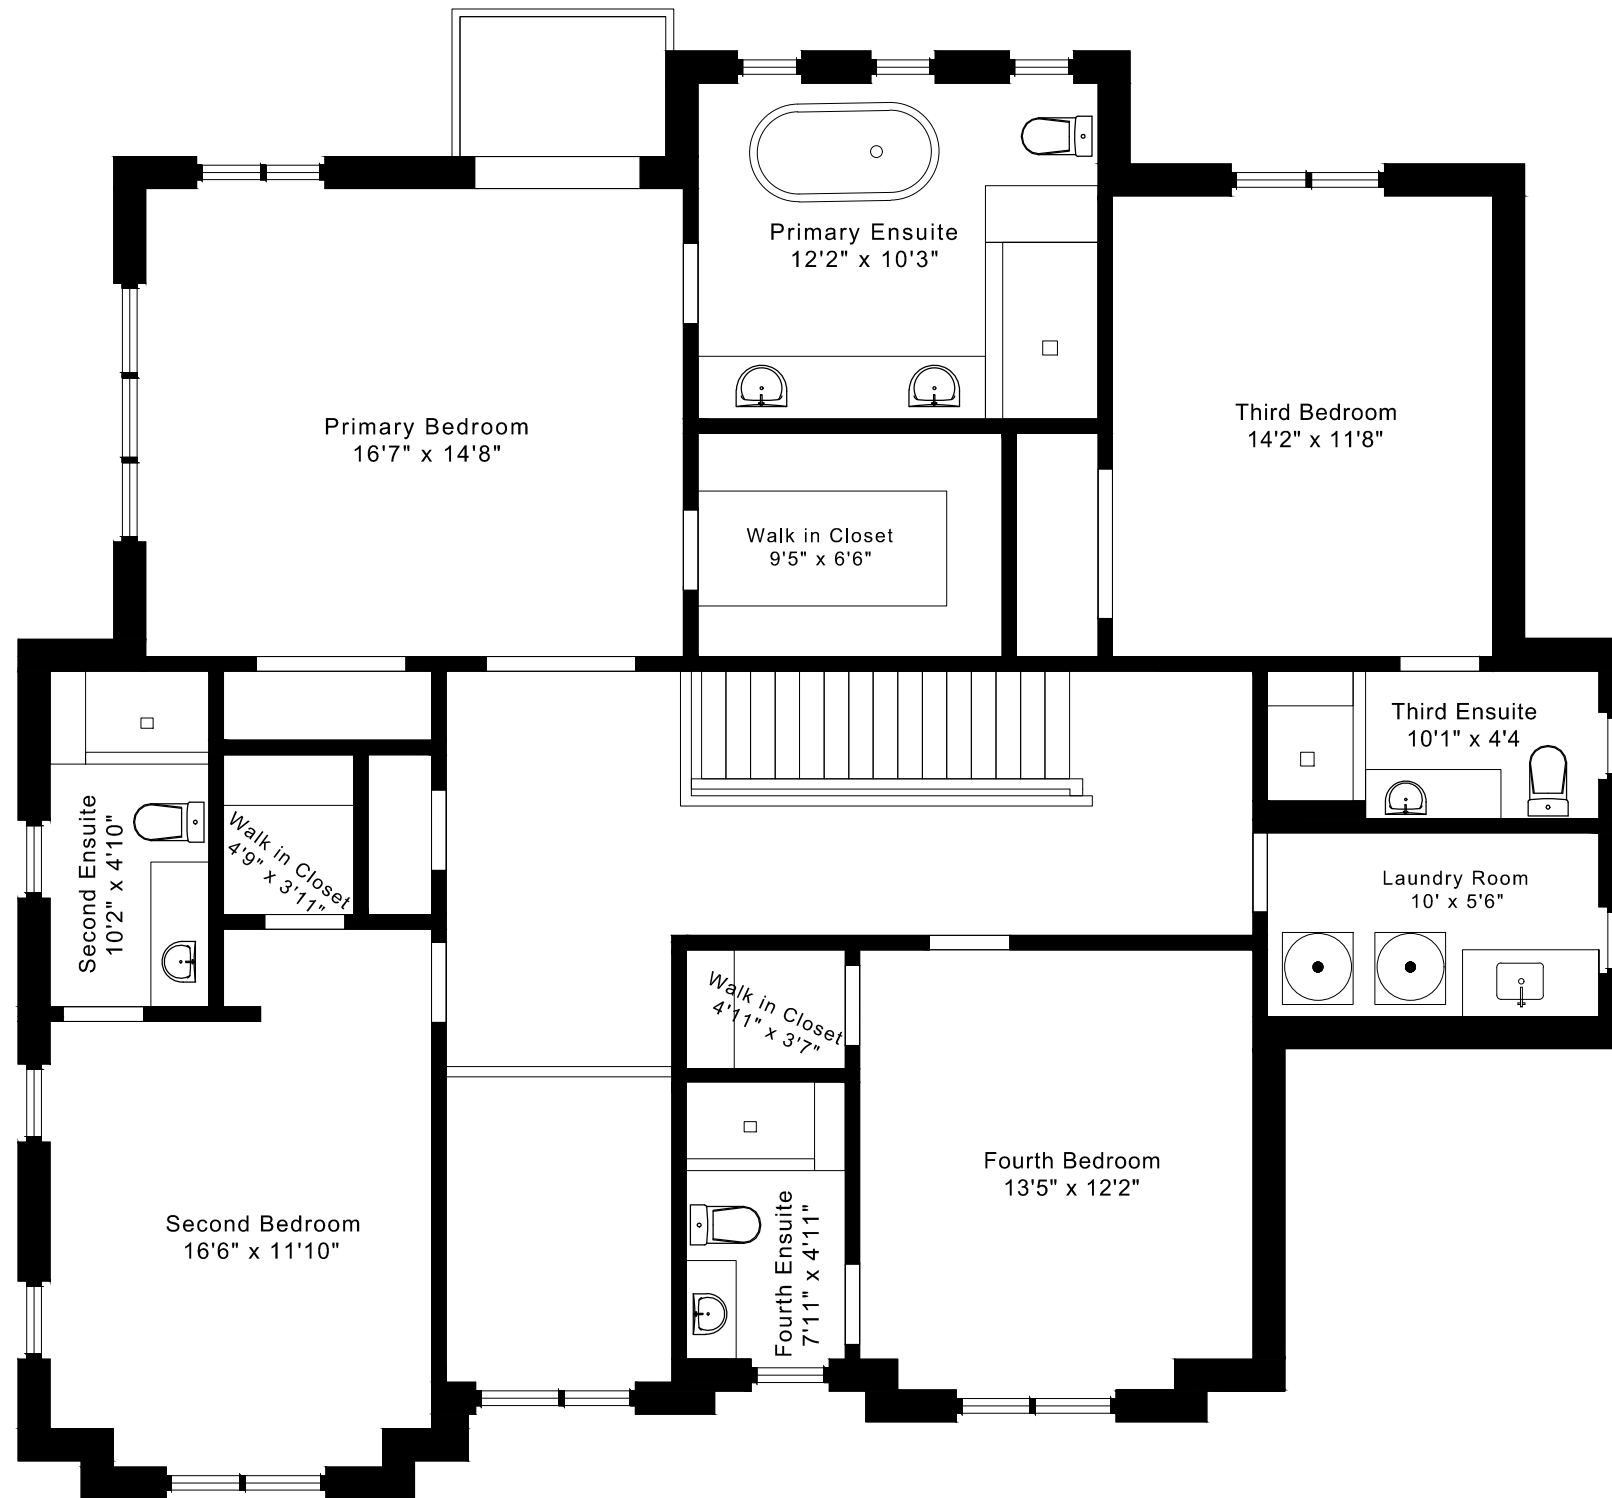 Primary Ensuite
12'2" x 10'3"
Primary Bedroom
16'7" x 14'8"
Third Bedroom
14'2" x 11'8"
Walk in Closet
9'5" x 6'6"
Third Ensuite
10'1" x 4'4
Second Ensuite
10'2" x 4'10"
Walk in Closet
4'9" x 3'11"
Laundry Room
10' x 5'6"
Walk in Closet
4'11" x 3'7"
Fourth Bedroom
13'5" x 12'2"
Second Bedroom
16'6" x 11'10"
Fourth Ensuite
7'11" x 4'11"